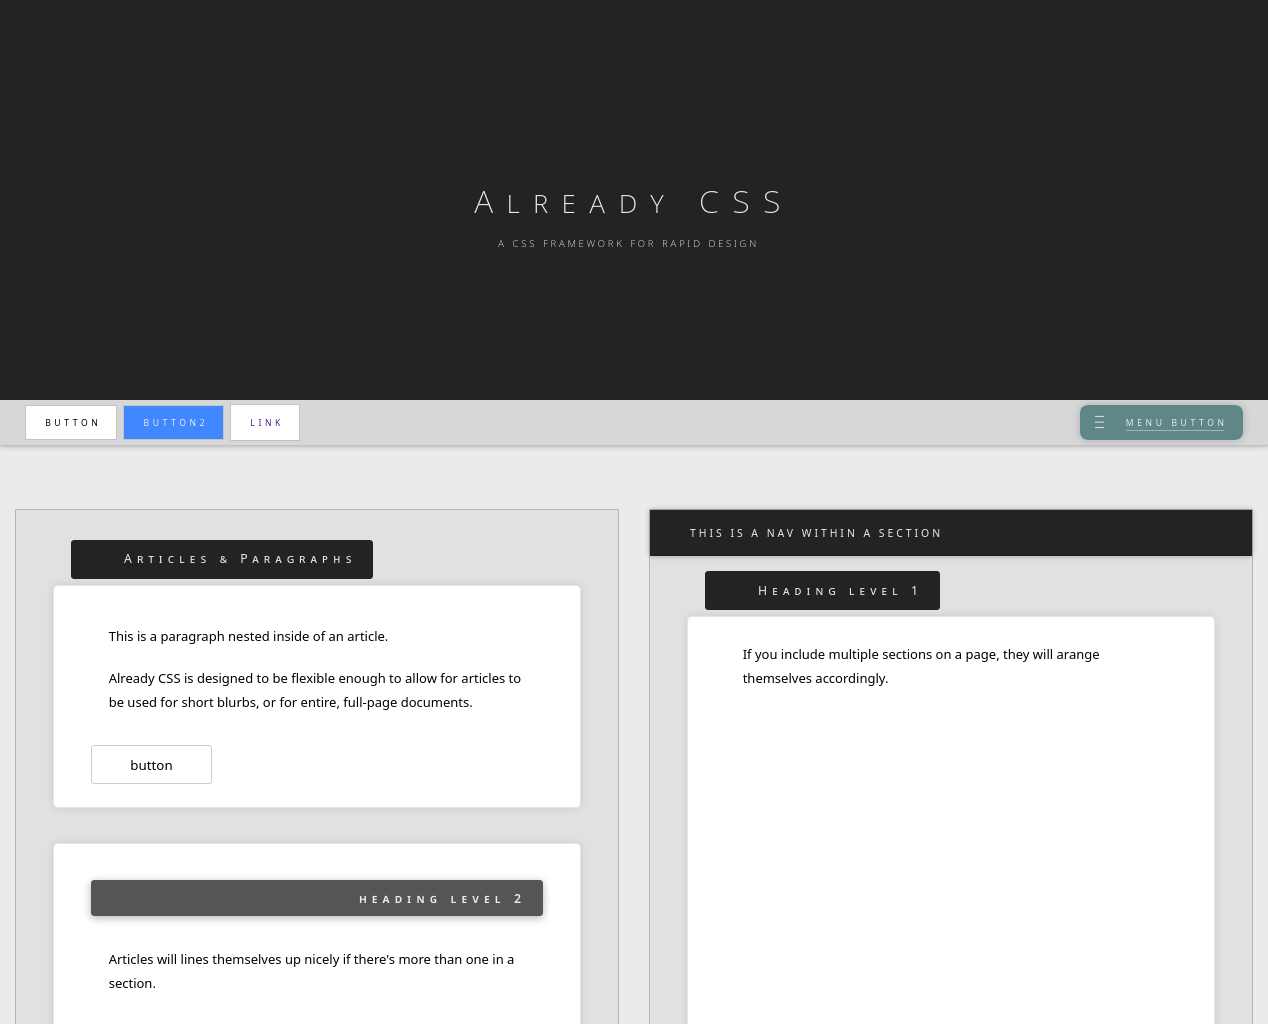 Already CSS
A CSS FRAMEWORK FOR RAPID DESIGN
BUTTON BUTTON2 LINK MENU BUTTON
Articles & Paragraphs
This is a paragraph nested inside of an article.
Already CSS is designed to be flexible enough to allow for articles to
be used for short blurbs, or for entire, full-page documents.
button
heading level 2
Articles will lines themselves up nicely if there's more than one in a
section.
THIS IS A NAV WITHIN A SECTION
Heading level 1
If you include multiple sections on a page, they will arange
themselves accordingly.